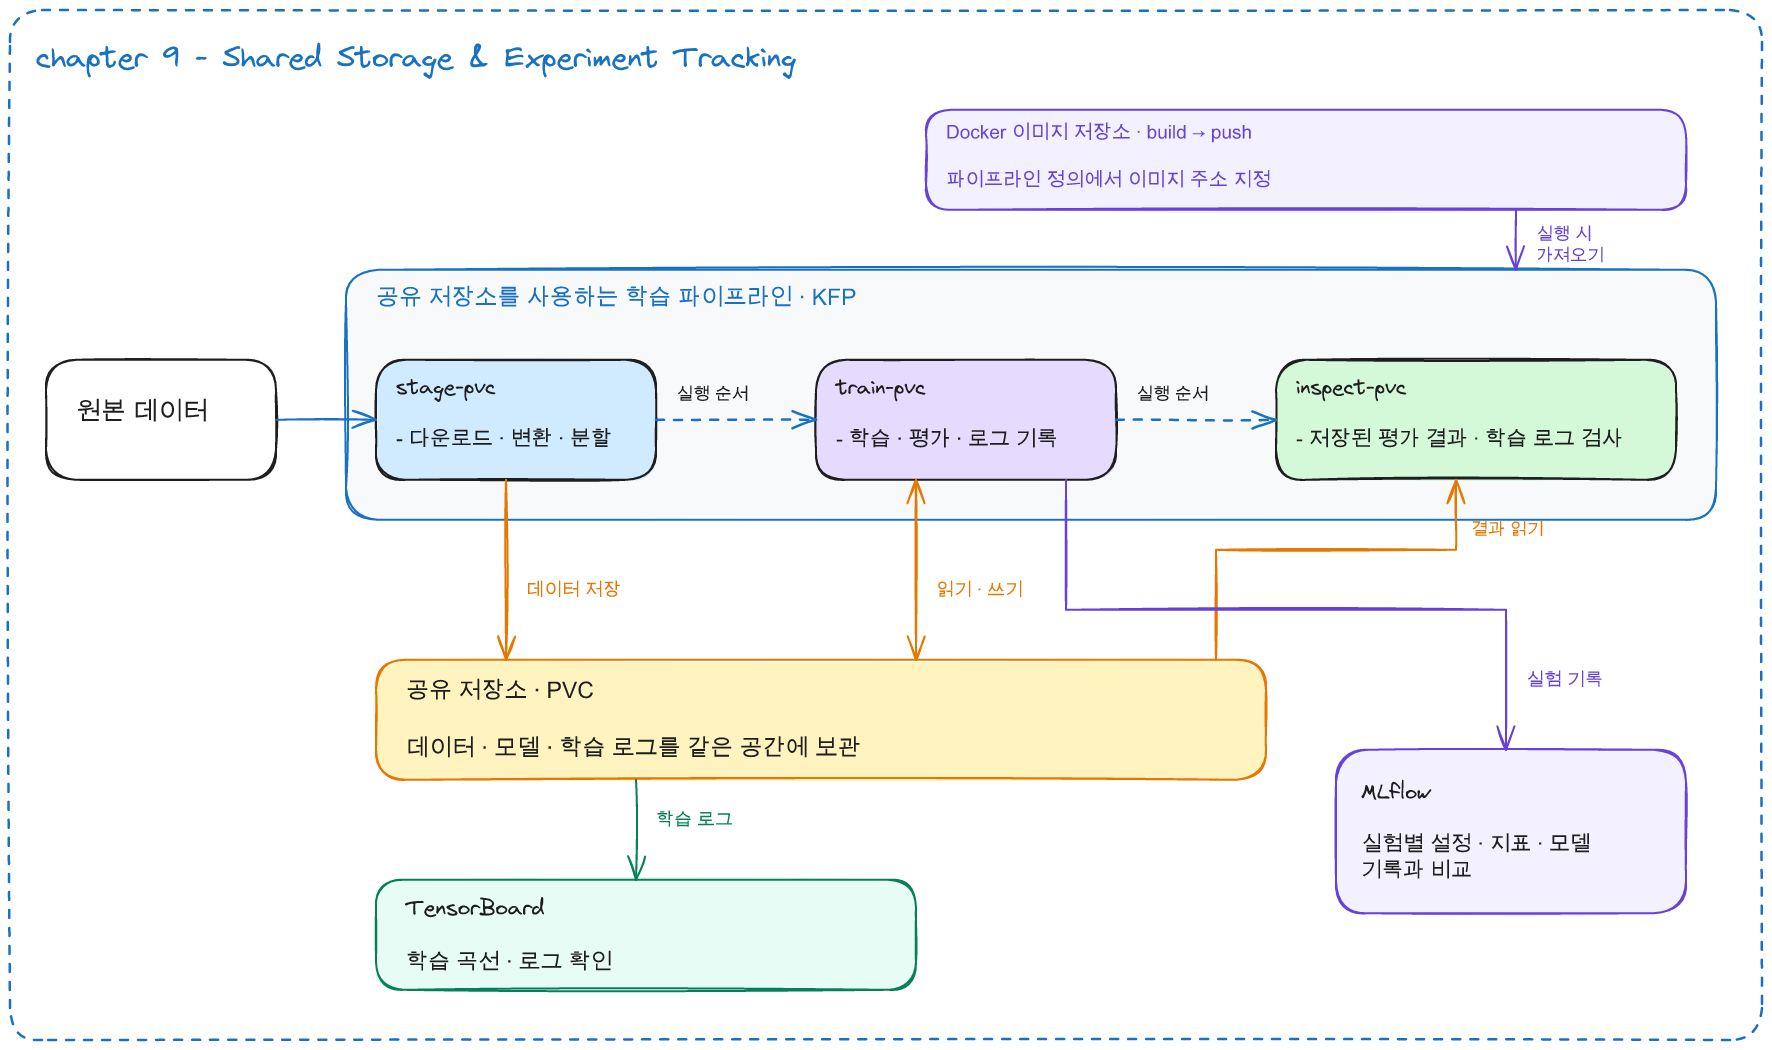 chapter 9 - Shared Storage & Experiment Tracking
Docker 이미지 저장소 · build → push
파이프라인 정의에서 이미지 주소 지정
실행 시
가져오기
공유 저장소를 사용하는 학습 파이프라인 · KFP
원본 데이터
stage-pvc
- 다운로드 · 변환 · 분할
실행 순서
train-pvc
- 학습 · 평가 · 로그 기록
실행 순서
inspect-pvc
- 저장된 평가 결과 · 학습 로그 검사
결과 읽기
데이터 저장
읽기 · 쓰기
실험 기록
공유 저장소 · PVC
데이터 · 모델 · 학습 로그를 같은 공간에 보관
학습 로그
MLflow
실험별 설정 · 지표 · 모델
기록과 비교
TensorBoard
학습 곡선 · 로그 확인